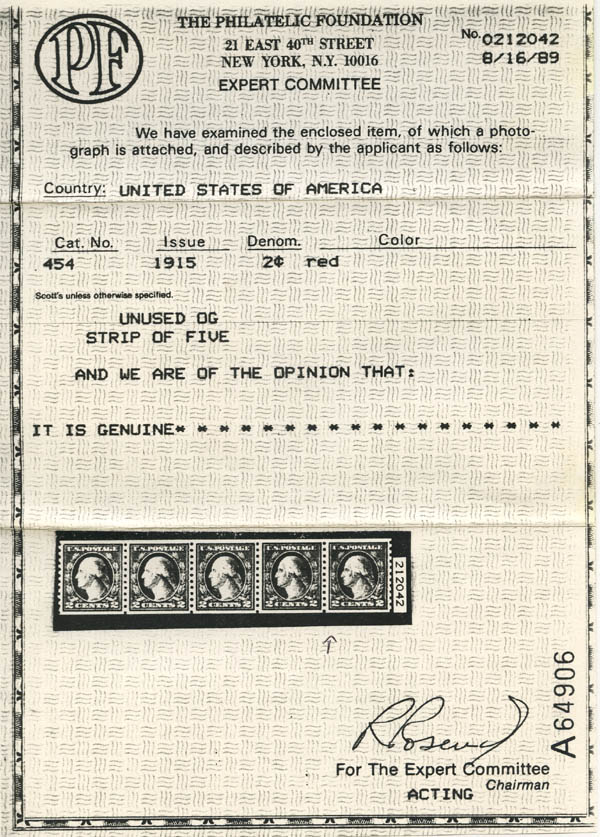 PF
THE PHILATELIC FOUNDATION
21 EAST 40TH STREET
NEW YORK, N.Y. 10016
EXPERT COMMITTEE
No. 0212042
8/16/89
We have examined the enclosed item, of which a photo-
graph is attached, and described by the applicant as follows:
Country: UNITED STATES OF AMERICA
Cat. No. Issue Denom. Color
454 1915 2¢ red
Scott's unless otherwise specified.
UNUSED OG
STRIP OF FIVE
AND WE ARE OF THE OPINION THAT:
IT IS GENUINE* * * * * * * * * * * * * * * * * *
U.S. POSTAGE U.S. POSTAGE U.S. POSTAGE U.S. POSTAGE U.S. POSTAGE
2 CENTS 2 2 CENTS 2 2 CENTS 2 2 CENTS 2 2 CENTS 2
212042
A64906
For The Expert Committee
Chairman
ACTING